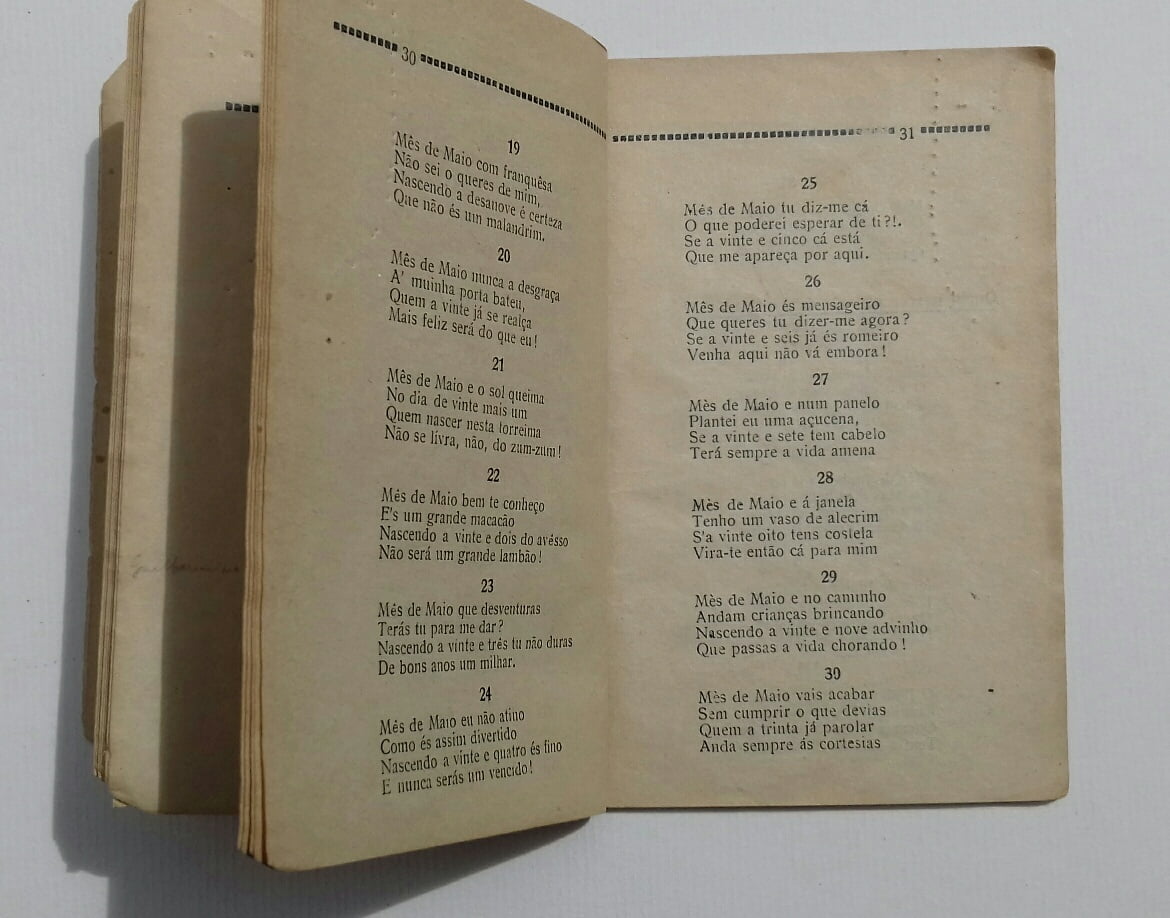 30
19
Mês de Maio com franquêsa
Não sei o queres de mim,
Nascendo a desanove é certeza
Que não és um malandrim.
20
Mês de Maio nunca a desgraça
A' muinha porta bateu,
Quem a vinte já se realça
Mais feliz será do que eu!
21
Mês de Maio e o sol queima
No dia de vinte mais um
Quem nascer nesta torreima
Não se livra, não, do zum-zum!
22
Mês de Maio bem te conheço
E's um grande macacão
Nascendo a vinte e dois do avésso
Não será um grande lambão!
23
Mês de Maio que desventuras
Terás tu para me dar?
Nascendo a vinte e três tu não duras
De bons anos um milhar.
24
Mês de Maio eu não atino
Como és assim divertido
Nascendo a vinte e quatro és fino
E nunca serás um vencido!
31
25
Mês de Maio tu diz-me cá
O que poderei esperar de ti?!.
Se a vinte e cinco cá está
Que me apareça por aqui.
26
Mês de Maio és mensageiro
Que queres tu dizer-me agora?
Se a vinte e seis já és romeiro
Venha aqui não vá embora!
27
Mès de Maio e num panelo
Plantei eu uma açucena,
Se a vinte e sete tem cabelo
Terá sempre a vida amena
28
Mès de Maio e á janela
Tenho um vaso de alecrim
S'a vinte oito tens costela
Vira-te então cá para mim
29
Mès de Maio e no caminho
Andam crianças brincando
Nascendo a vinte e nove advinho
Que passas a vida chorando!
30
Mès de Maio vais acabar
Sem cumprir o que devias
Quem a trinta já parolar
Anda sempre ás cortesias